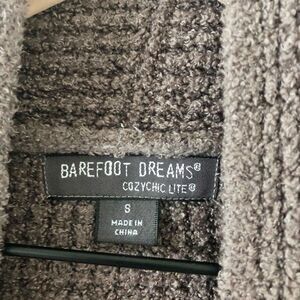 BAREFOOT DREAMS®
COZYCHIC LITE®
S
MADE IN
CHINA